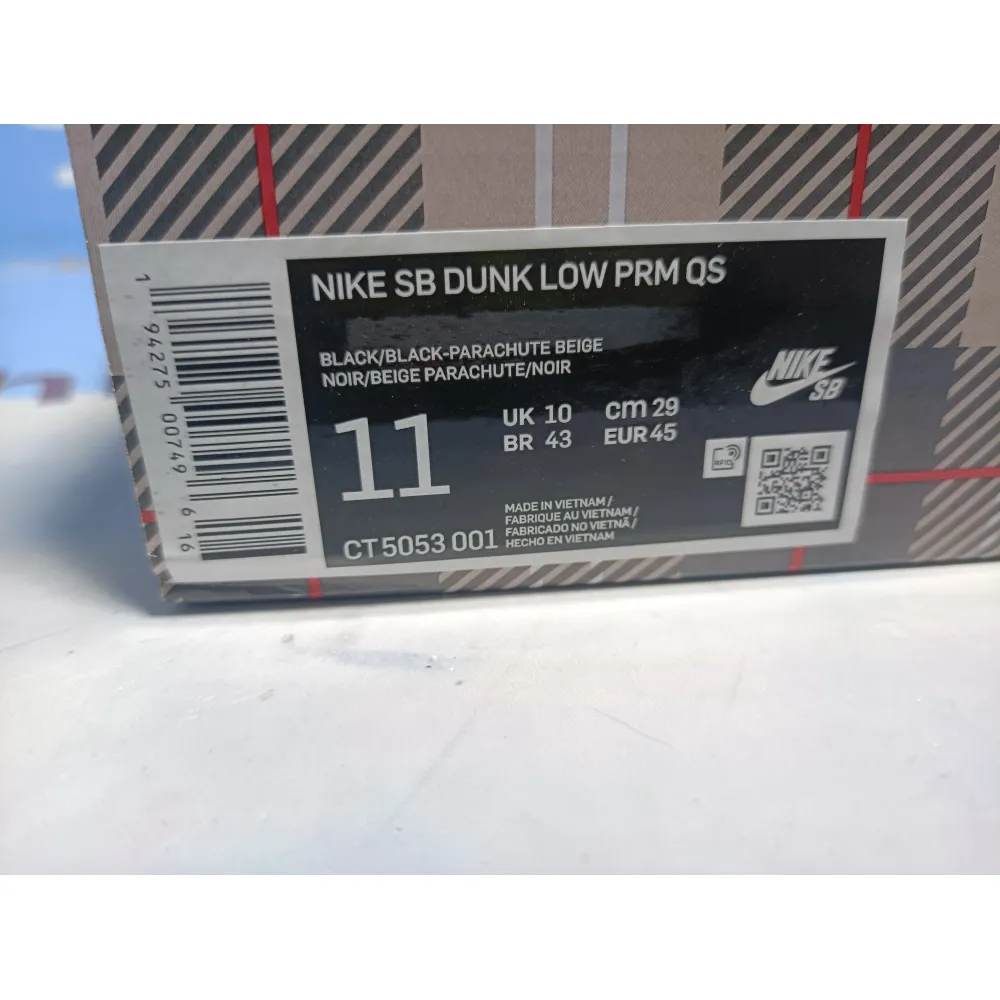 NIKE SB DUNK LOW PRM QS
BLACK/BLACK-PARACHUTE BEIGE
NOIR/BEIGE PARACHUTE/NOIR
11
UK 10 cm 29
BR 43 EUR 45
NIKE
SB
RFID
MADE IN VIETNAM /
FABRIQUE AU VIETNAM /
FABRICADO NO VIETNÃ /
HECHO EN VIETNAM
CT5053 001
1 94275 00749 6 16